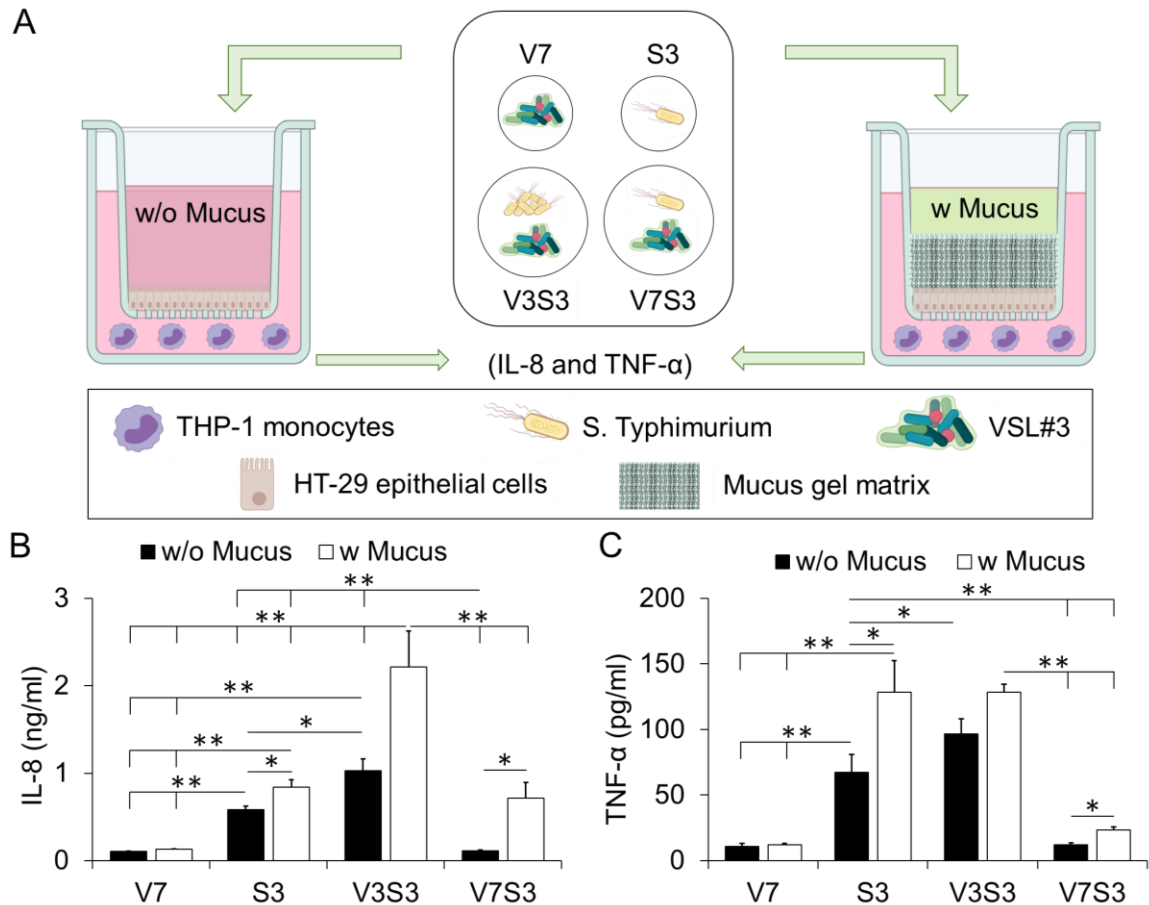 A
V7 S3
w/o Mucus
w Mucus
V3S3 V7S3
(IL-8 and TNF-α)
THP-1 monocytes S. Typhimurium VSL#3
HT-29 epithelial cells Mucus gel matrix
B
w/o Mucus w Mucus
IL-8 (ng/ml)
3
2
1
0
**
** **
**
*
**
*
**
*
V7 S3 V3S3 V7S3
C
w/o Mucus w Mucus
TNF-α (pg/ml)
200
150
100
50
0
**
*
*
**
**
**
*
V7 S3 V3S3 V7S3